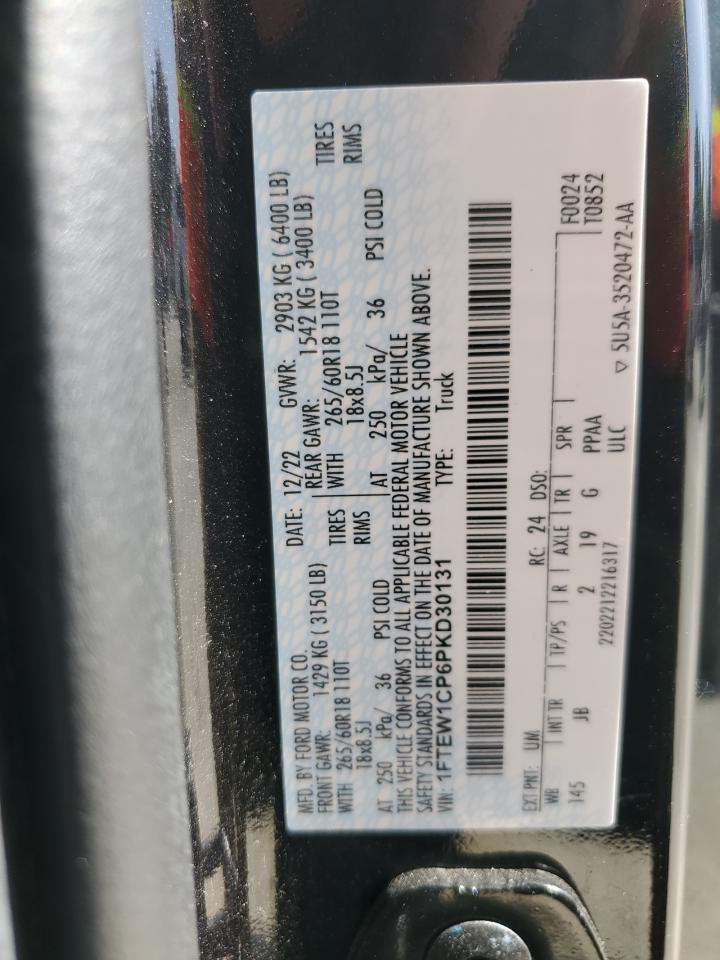 MFD. BY FORD MOTOR CO.
DATE: 12/22 GVWR: 2903 KG ( 6400 LB)
FRONT GAWR: 1429 KG ( 3150 LB) REAR GAWR: 1542 KG ( 3400 LB)
WITH 265/60R18 110T TIRES WITH 265/60R18 110T TIRES
18x8.5J RIMS 18x8.5J RIMS
AT 250 kPa/ 36 PSI COLD AT 250 kPa/ 36 PSI COLD
THIS VEHICLE CONFORMS TO ALL APPLICABLE FEDERAL MOTOR VEHICLE
SAFETY STANDARDS IN EFFECT ON THE DATE OF MANUFACTURE SHOWN ABOVE.
VIN: 1FTEW1CP6PKD30131 TYPE: Truck
EXT PNT: UM RC: 24 DSO:
WB INT TR TP/PS R AXLE TR SPR F0024
145 JB 2 19 G PPAA T0852
ULC
2202212216317 ▽ 5U5A-3520472-AA